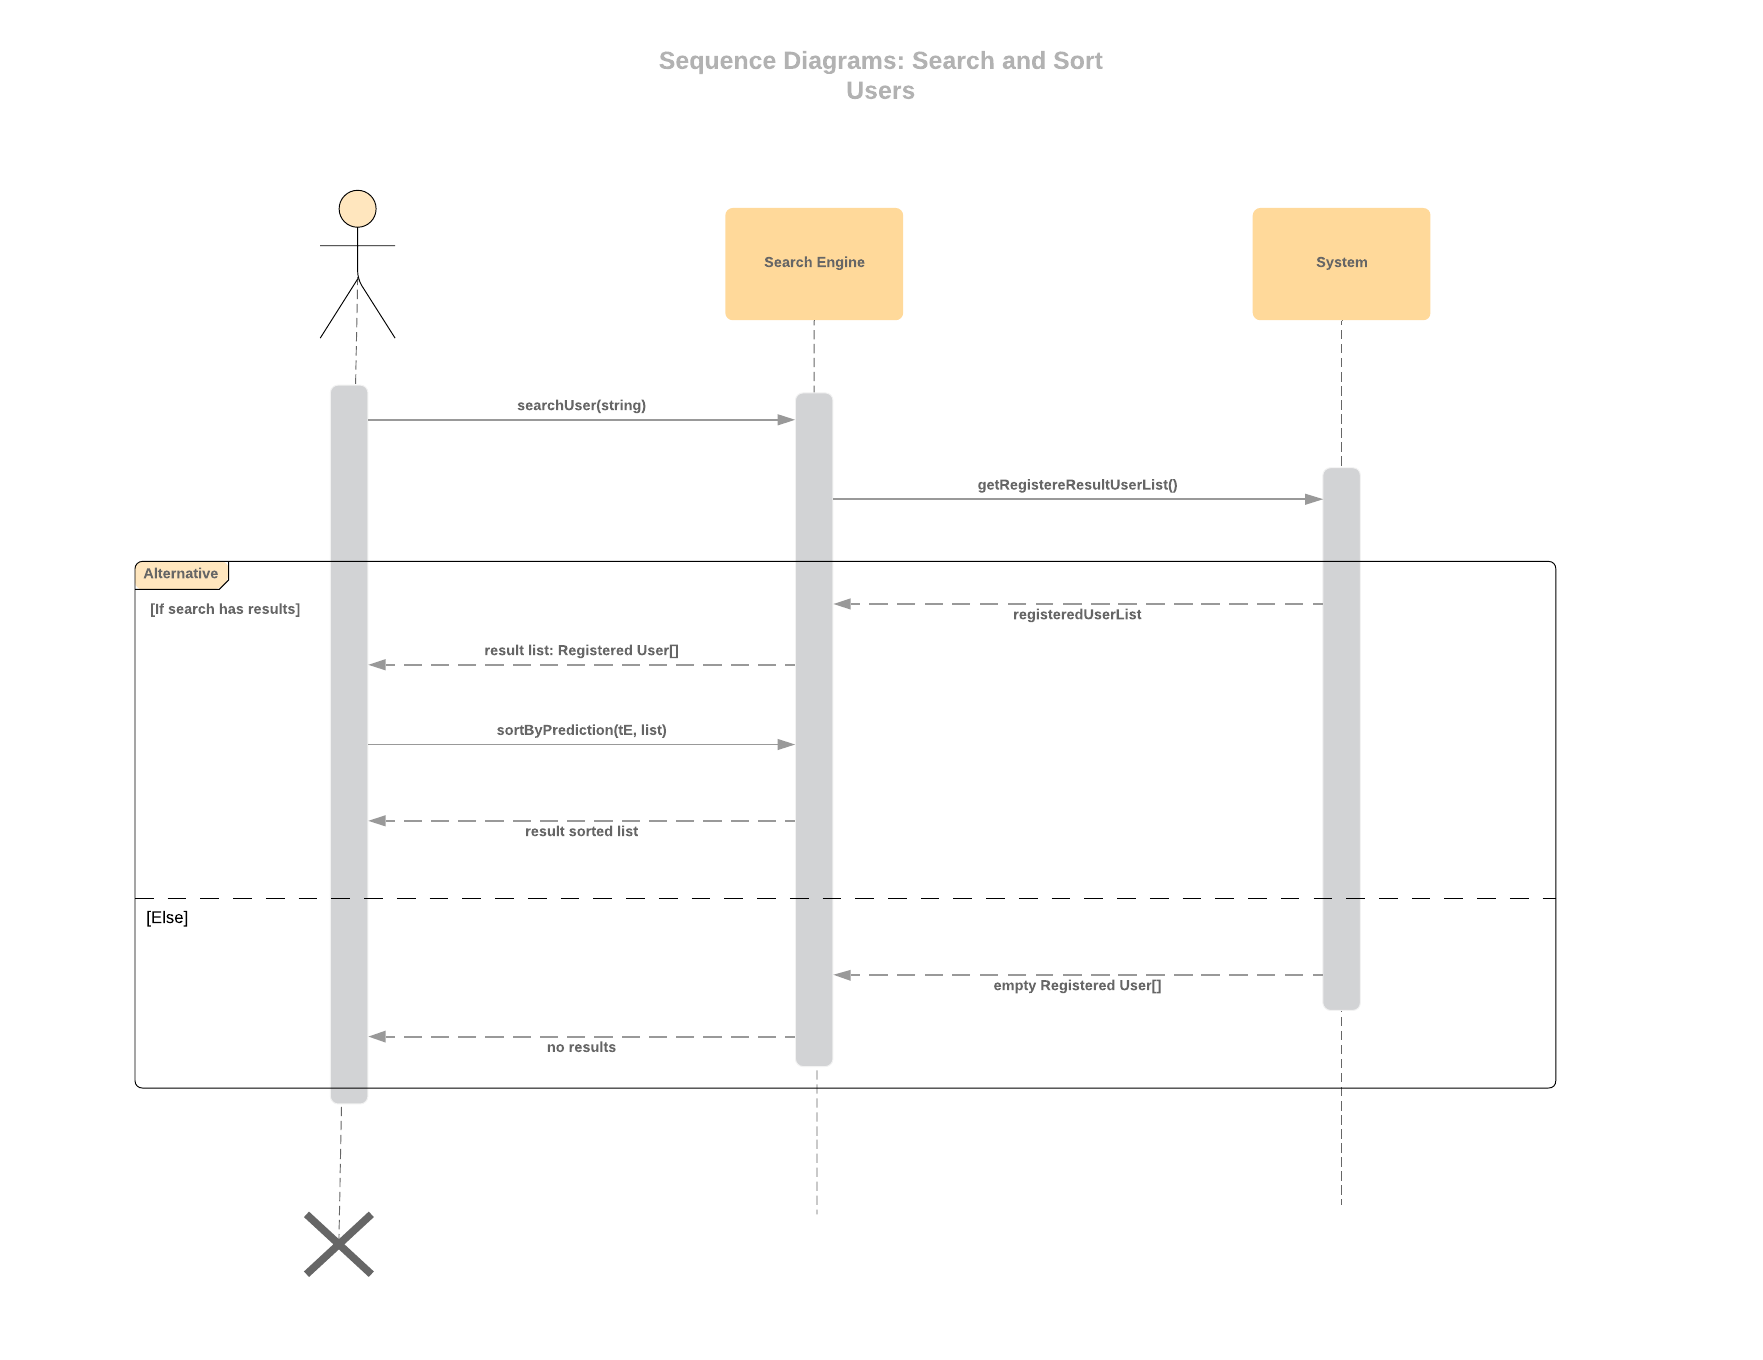 Sequence Diagrams: Search and Sort
Users
Search Engine
System
searchUser(string)
getRegistereResultUserList()
Alternative
[If search has results]
registeredUserList
result list: Registered User[]
sortByPrediction(tE, list)
result sorted list
[Else]
empty Registered User[]
no results